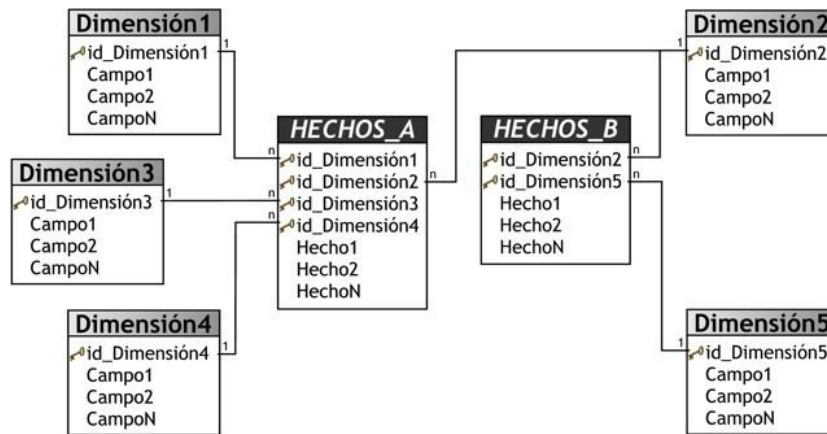 Dimensión1
id_Dimensión1
Campo1
Campo2
CampoN
1
Dimensión3
id_Dimensión3
Campo1
Campo2
CampoN
1
Dimensión4
id_Dimensión4
Campo1
Campo2
CampoN
1
HECHOS_A
n
id_Dimensión1
id_Dimensión2
n
n
id_Dimensión3
n
id_Dimensión4
Hecho1
Hecho2
HechoN
HECHOS_B
id_Dimensión2
n
id_Dimensión5
n
Hecho1
Hecho2
HechoN
Dimensión2
1
id_Dimensión2
Campo1
Campo2
CampoN
Dimensión5
1
id_Dimensión5
Campo1
Campo2
CampoN